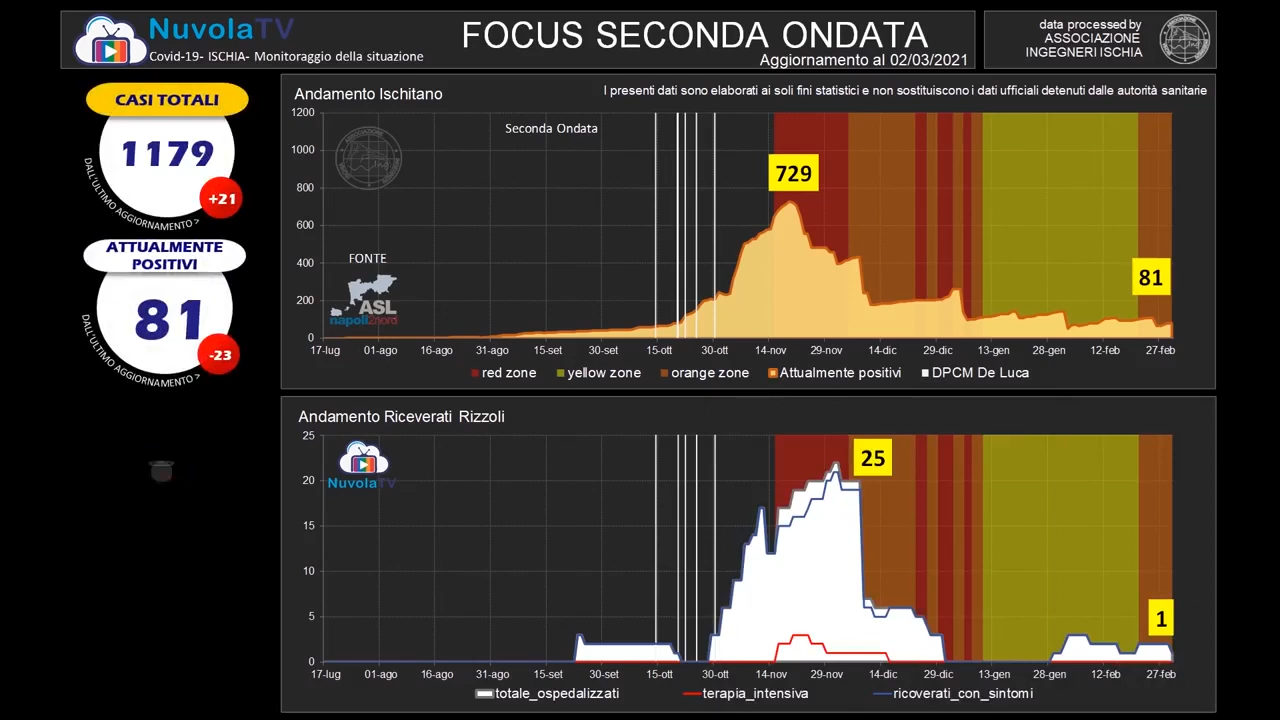 NuvolaTV
Covid-19- ISCHIA- Monitoraggio della situazione
FOCUS SECONDA ONDATA
Aggiornamento al 02/03/2021
data processed by
ASSOCIAZIONE
INGEGNERI ISCHIA
CASI TOTALI
1179
+21
DALL'ULTIMO AGGIORNAMENTO >
ATTUALMENTE
POSITIVI
81
-23
DALL'ULTIMO AGGIORNAMENTO >
Andamento Ischitano
I presenti dati sono elaborati ai soli fini statistici e non sostituiscono i dati ufficiali detenuti dalle autorità sanitarie
1200
1000
800
600
400
200
0
Seconda Ondata
729
81
FONTE
ASL
napoli2nord
17-lug 01-ago 16-ago 31-ago 15-set 30-set 15-ott 30-ott 14-nov 29-nov 14-dic 29-dic 13-gen 28-gen 12-feb 27-feb
red zone yellow zone orange zone Attualmente positivi DPCM De Luca
Andamento Riceverati Rizzoli
25
20
15
10
5
0
NuvolaTV
25
1
17-lug 01-ago 16-ago 31-ago 15-set 30-set 15-ott 30-ott 14-nov 29-nov 14-dic 29-dic 13-gen 28-gen 12-feb 27-feb
totale_ospedalizzati terapia_intensiva ricoverati_con_sintomi